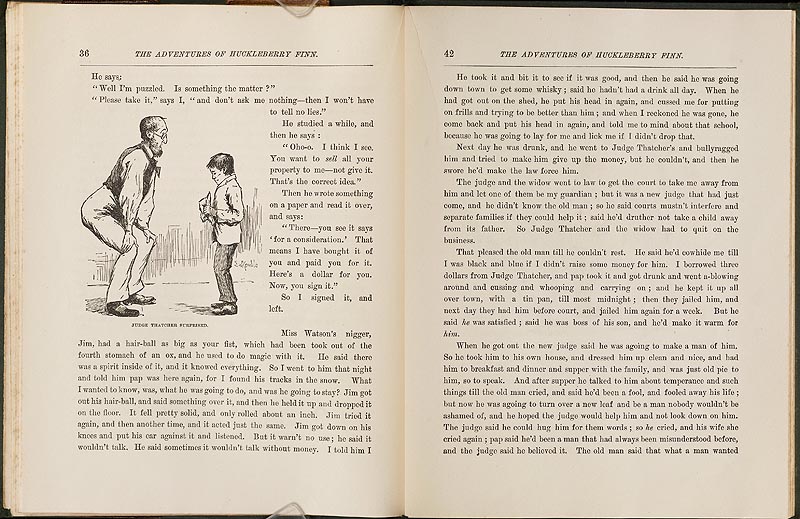 36
THE ADVENTURES OF HUCKLEBERRY FINN.
He says;
“Well I’m puzzled. Is something the matter?”
“Please take it,” says I, “and don’t ask me nothing—then I won’t have
to tell no lies.”
He studied a while, and
then he says:
“Oho-o. I think I see.
You want to sell all your
property to me—not give it.
That’s the correct idea.”
Then he wrote something
on a paper and read it over,
and says:
“There—you see it says
‘for a consideration.’ That
means I have bought it of
you and paid you for it.
Here’s a dollar for you.
Now, you sign it.”
So I signed it, and
left.
JUDGE THATCHER SURPRISED.
Miss Watson’s nigger,
Jim, had a hair-ball as big as your fist, which had been took out of the
fourth stomach of an ox, and he used to do magic with it. He said there
was a spirit inside of it, and it knowed everything. So I went to him that night
and told him pap was here again, for I found his tracks in the snow. What
I wanted to know, was, what he was going to do, and was he going to stay? Jim got
out his hair-ball, and said something over it, and then he held it up and dropped it
on the floor. It fell pretty solid, and only rolled about an inch. Jim tried it
again, and then another time, and it acted just the same. Jim got down on his
knees and put his ear against it and listened. But it warn’t no use; he said it
wouldn’t talk. He said sometimes it wouldn’t talk without money. I told him I
42
THE ADVENTURES OF HUCKLEBERRY FINN.
He took it and bit it to see if it was good, and then he said he was going
down town to get some whisky; said he hadn’t had a drink all day. When he
had got out on the shed, he put his head in again, and cussed me for putting
on frills and trying to be better than him; and when I reckoned he was gone, he
come back and put his head in again, and told me to mind about that school,
because he was going to lay for me and lick me if I didn’t drop that.
Next day he was drunk, and he went to Judge Thatcher’s and bullyragged
him and tried to make him give up the money, but he couldn’t, and then he
swore he’d make the law force him.
The judge and the widow went to law to get the court to take me away from
him and let one of them be my guardian; but it was a new judge that had just
come, and he didn’t know the old man; so he said courts mustn’t interfere and
separate families if they could help it; said he’d druther not take a child away
from its father. So Judge Thatcher and the widow had to quit on the
business.
That pleased the old man till he couldn’t rest. He said he’d cowhide me till
I was black and blue if I didn’t raise some money for him. I borrowed three
dollars from Judge Thatcher, and pap took it and got drunk and went a-blowing
around and cussing and whooping and carrying on; and he kept it up all
over town, with a tin pan, till most midnight; then they jailed him, and
next day they had him before court, and jailed him again for a week. But he
said he was satisfied; said he was boss of his son, and he’d make it warm for
him.
When he got out the new judge said he was agoing to make a man of him.
So he took him to his own house, and dressed him up clean and nice, and had
him to breakfast and dinner and supper with the family, and was just old pie to
him, so to speak. And after supper he talked to him about temperance and such
things till the old man cried, and said he’d been a fool, and fooled away his life;
but now he was agoing to turn over a new leaf and be a man nobody wouldn’t be
ashamed of, and he hoped the judge would help him and not look down on him.
The judge said he could hug him for them words; so he cried, and his wife she
cried again; pap said he’d been a man that had always been misunderstood before,
and the judge said he believed it. The old man said that what a man wanted